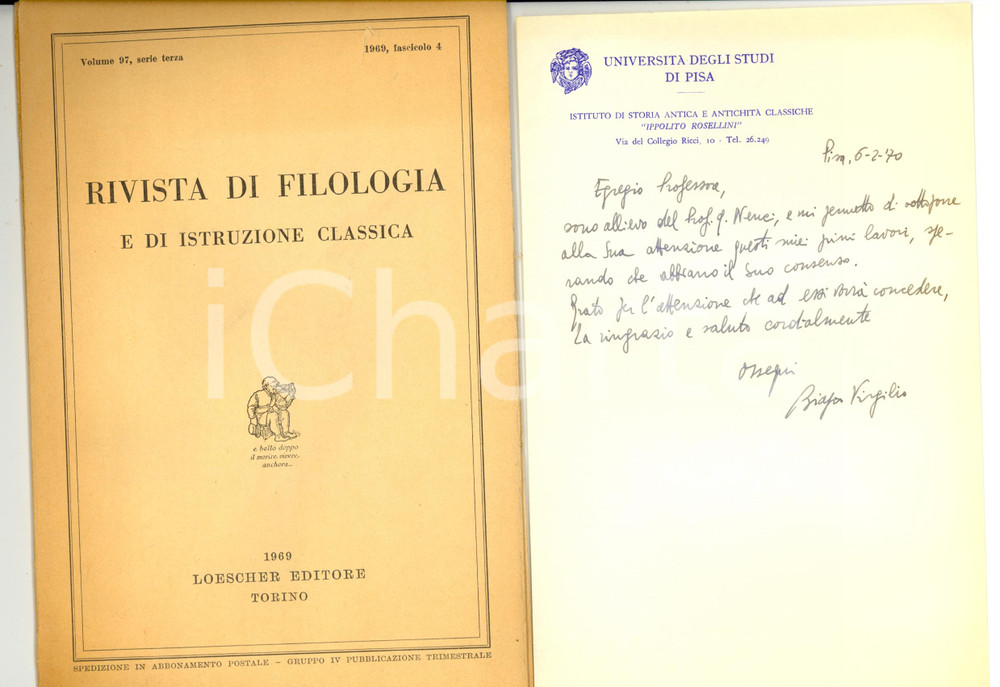 Volume 97, serie terza
1969, fascicolo 4
RIVISTA DI FILOLOGIA
E DI ISTRUZIONE CLASSICA
e bello doppo
il morire vivere
anchora...
1969
LOESCHER EDITORE
TORINO
SPEDIZIONE IN ABBONAMENTO POSTALE – GRUPPO IV PUBBLICAZIONE TRIMESTRALE
UNIVERSITÀ DEGLI STUDI
DI PISA
ISTITUTO DI STORIA ANTICA E ANTICHITÀ CLASSICHE
"IPPOLITO ROSELLINI"
Via del Collegio Ricci, 10 - Tel. 26.249
Pisa, 6-2-'70
Egregio Professore,
sono allievo del Prof. G. Nenci, e mi permetto di sottoporre
alla Sua attenzione questi miei primi lavori, spe-
rando che abbiano il Suo consenso.
Grato per l'attenzione che ad essi vorrà concedere,
La ringrazio e saluto cordialmente
Ossequi
Biagio Virgilio